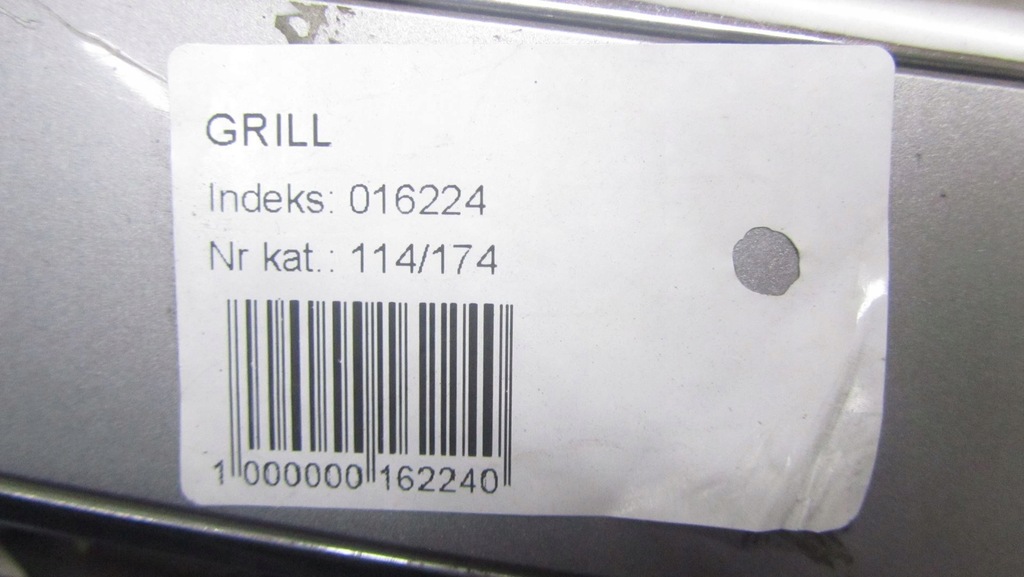 GRILL
Indeks: 016224
Nr kat.: 114/174
1 000000 162240